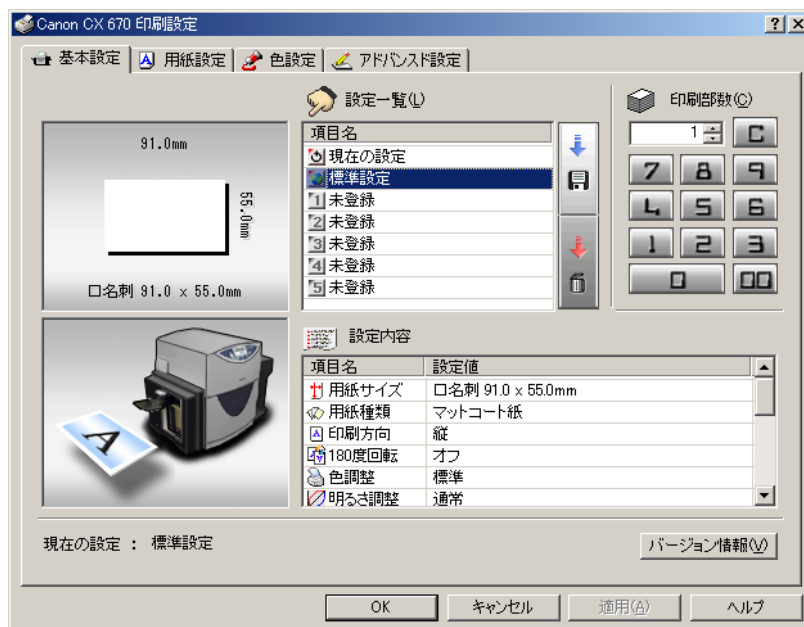 Canon CX 670 印刷設定
基本設定 用紙設定 色設定 アドバンスド設定
設定一覧(L)
印刷部数(C)
91.0mm
55.0mm
口名刺 91.0 x 55.0mm
項目名
現在の設定
標準設定
1 未登録
2 未登録
3 未登録
4 未登録
5 未登録
1 C
7 8 9
4 5 6
1 2 3
0 00
A
設定内容
項目名 設定値
用紙サイズ 口名刺 91.0 x 55.0mm
用紙種類 マットコート紙
印刷方向 縦
180度回転 オフ
色調整 標準
明るさ調整 通常
現在の設定 : 標準設定
バージョン情報(V)
OK キャンセル 適用(A) ヘルプ